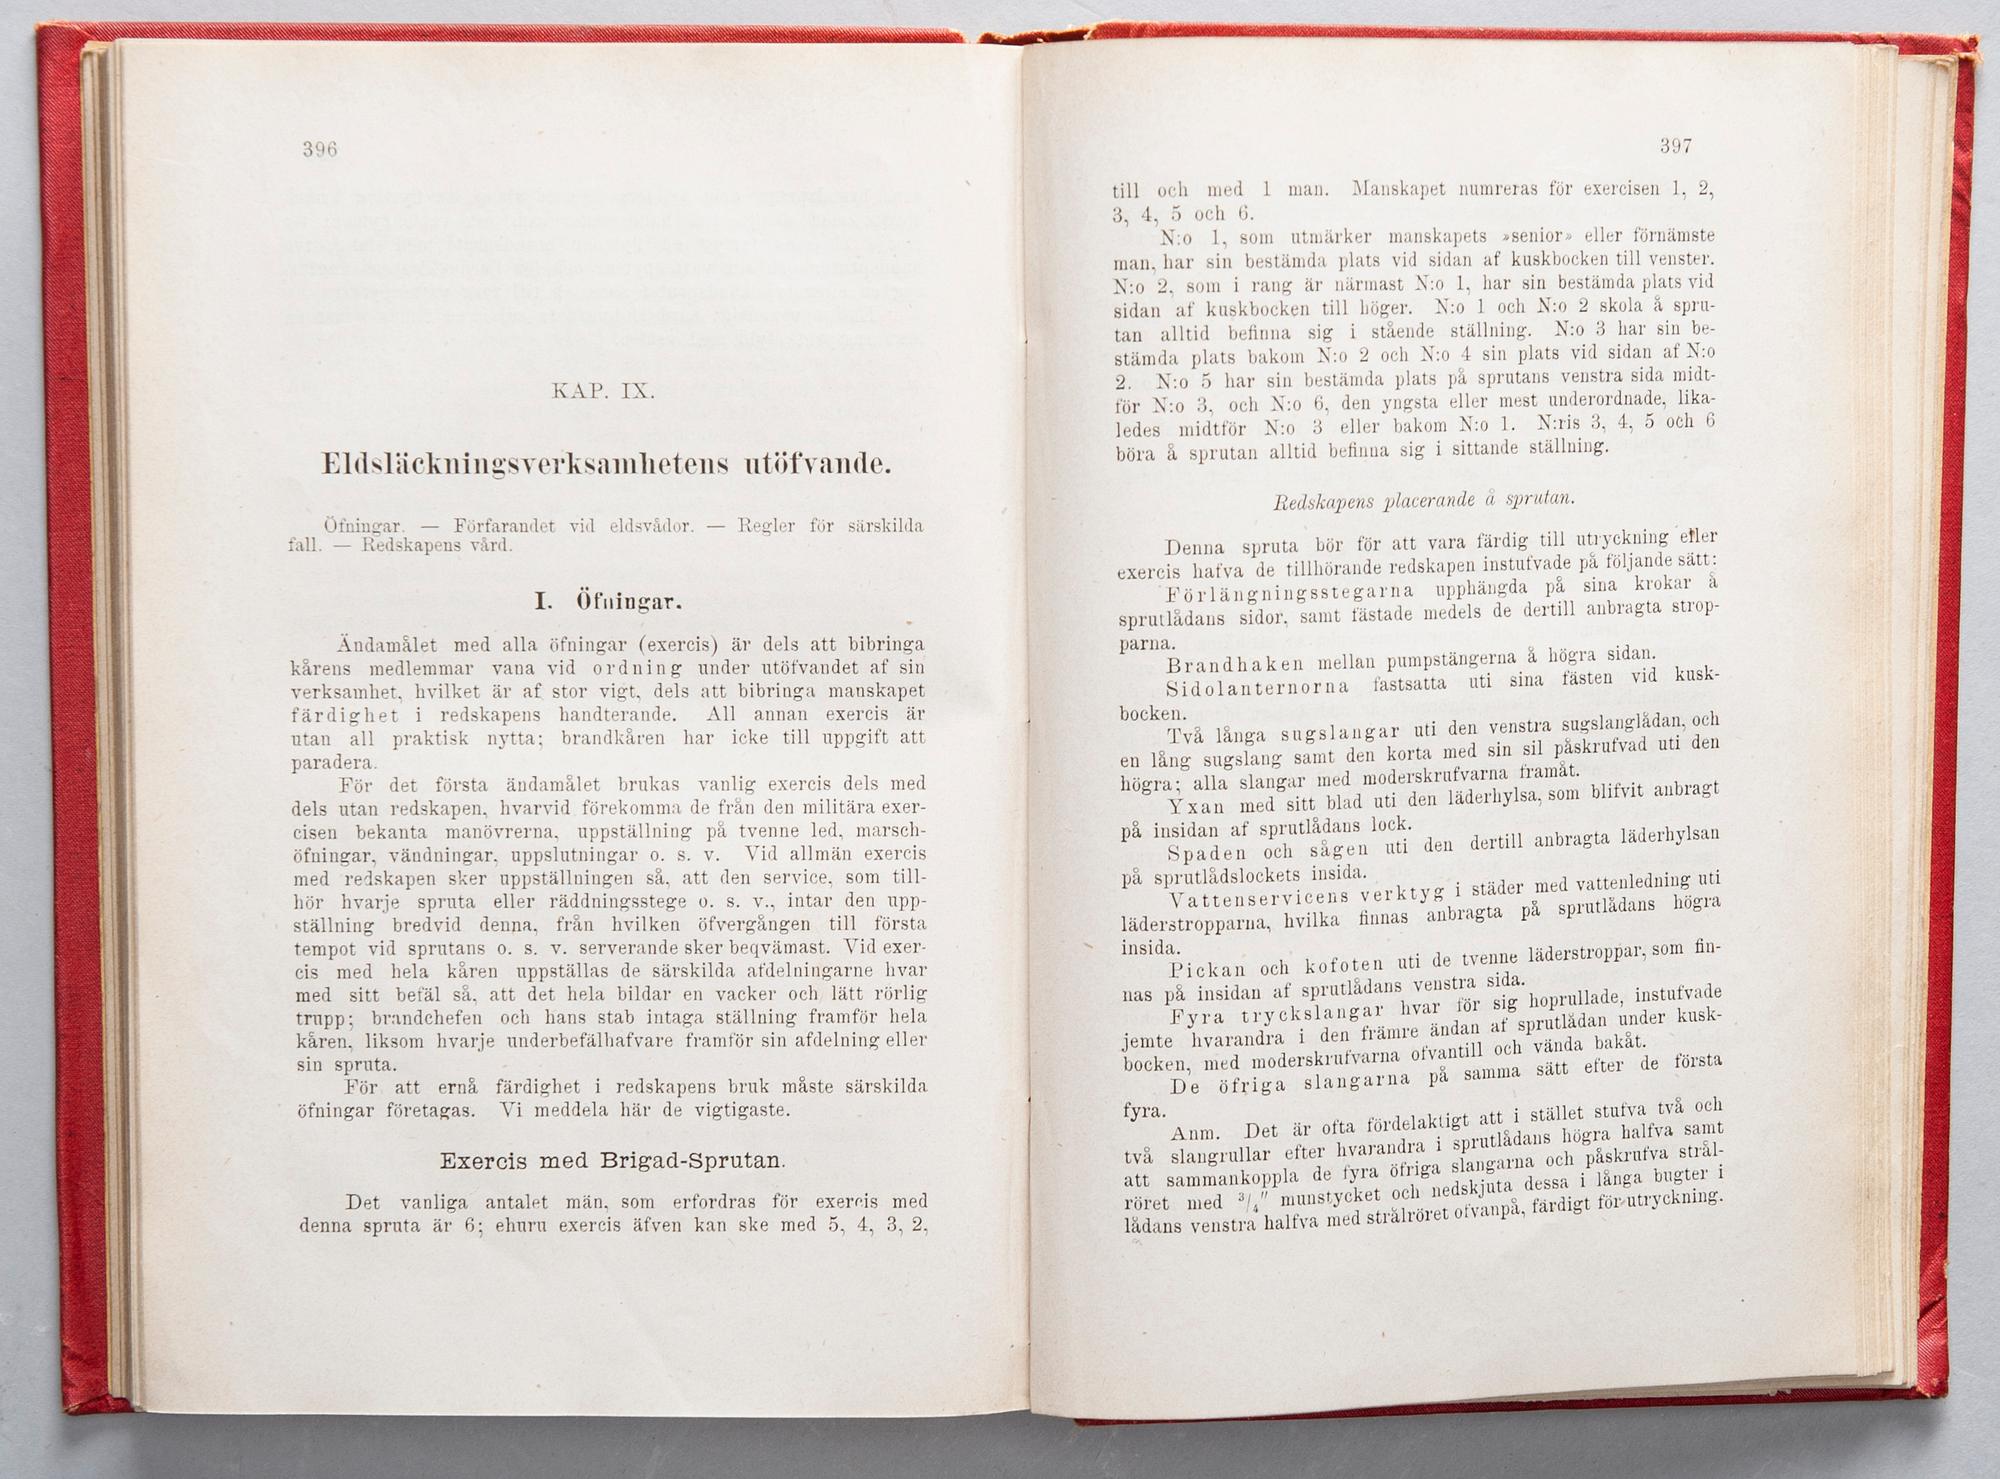 396
KAP. IX.
Eldsläckningsverksamhetens utöfvande.
Öfningar. — Förfarandet vid eldsvådor. — Regler för särskilda
fall. — Redskapens vård.
I. Öfningar.
Ändamålet med alla öfningar (exercis) är dels att bibringa
kårens medlemmar vana vid ordning under utöfvandet af sin
verksamhet, hvilket är af stor vigt, dels att bibringa manskapet
färdighet i redskapens handterande. All annan exercis är
utan all praktisk nytta; brandkåren har icke till uppgift att
paradera.
För det första ändamålet brukas vanlig exercis dels med
dels utan redskapen, hvarvid förekomma de från den militära exer-
cisen bekanta manövrerna, uppställning på tvenne led, marsch-
öfningar, vändningar, uppslutningar o. s. v. Vid allmän exercis
med redskapen sker uppställningen så, att den service, som till-
hör hvarje spruta eller räddningsstege o. s. v., intar den upp-
ställning bredvid denna, från hvilken öfvergången till första
tempot vid sprutans o. s. v. serverande sker beqvämast. Vid exer-
cis med hela kåren uppställas de särskilda afdelningarne hvar
med sitt befäl så, att det hela bildar en vacker och lätt rörlig
trupp; brandchefen och hans stab intaga ställning framför hela
kåren, liksom hvarje underbefälhafvare framför sin afdelning eller
sin spruta.
För att ernå färdighet i redskapens bruk måste särskilda
öfningar företagas. Vi meddela här de vigtigaste.
Exercis med Brigad-Sprutan.
Det vanliga antalet män, som erfordras för exercis med
denna spruta är 6; ehuru exercis äfven kan ske med 5, 4, 3, 2,
397
till och med 1 man. Manskapet numreras för exercisen 1, 2,
3, 4, 5 och 6.
N:o 1, som utmärker manskapets »senior» eller förnämste
man, har sin bestämda plats vid sidan af kuskbocken till venster.
N:o 2, som i rang är närmast N:o 1, har sin bestämda plats vid
sidan af kuskbocken till höger. N:o 1 och N:o 2 skola å spru-
tan alltid befinna sig i stående ställning. N:o 3 har sin be-
stämda plats bakom N:o 2 och N:o 4 sin plats vid sidan af N:o
2. N:o 5 har sin bestämda plats på sprutans venstra sida midt-
för N:o 3, och N:o 6, den yngsta eller mest underordnade, lika-
ledes midtför N:o 3 eller bakom N:o 1. N:ris 3, 4, 5 och 6
böra å sprutan alltid befinna sig i sittande ställning.
Redskapens placerande å sprutan.
Denna spruta bör för att vara färdig till utryckning eller
exercis hafva de tillhörande redskapen instufvade på följande sätt:
Förlängningsstegarna upphängda på sina krokar å
sprutlådans sidor, samt fästade medels de dertill anbragta strop-
parna.
Brandhaken mellan pumpstängerna å högra sidan.
Sidolanternorna fastsatta uti sina fästen vid kusk-
bocken.
Två långa sugslangar uti den venstra sugslanglådan, och
en lång sugslang samt den korta med sin sil påskrufvad uti den
högra; alla slangar med moderskrufvarna framåt.
Yxan med sitt blad uti den läderhylsa, som blifvit anbragt
på insidan af sprutlådans lock.
Spaden och sågen uti den dertill anbragta läderhylsan
på sprutlådslockets insida.
Vattenservicens verktyg i städer med vattenledning uti
läderstropparna, hvilka finnas anbragta på sprutlådans högra
insida.
Pickan och kofoten uti de tvenne läderstroppar, som fin-
nas på insidan af sprutlådans venstra sida.
Fyra tryckslangar hvar för sig hoprullade, instufvade
jemte hvarandra i den främre ändan af sprutlådan under kusk-
bocken, med moderskrufvarna ofvantill och vända bakåt.
De öfriga slangarna på samma sätt efter de första
fyra.
Anm. Det är ofta fördelaktigt att i stället stufva två och
två slangrullar efter hvarandra i sprutlådans högra halfva samt
att sammankoppla de fyra öfriga slangarna och påskrufva strål-
röret med ¾" munstycket och nedskjuta dessa i långa bugter i
lådans venstra halfva med strålröret ofvanpå, färdigt för utryckning.